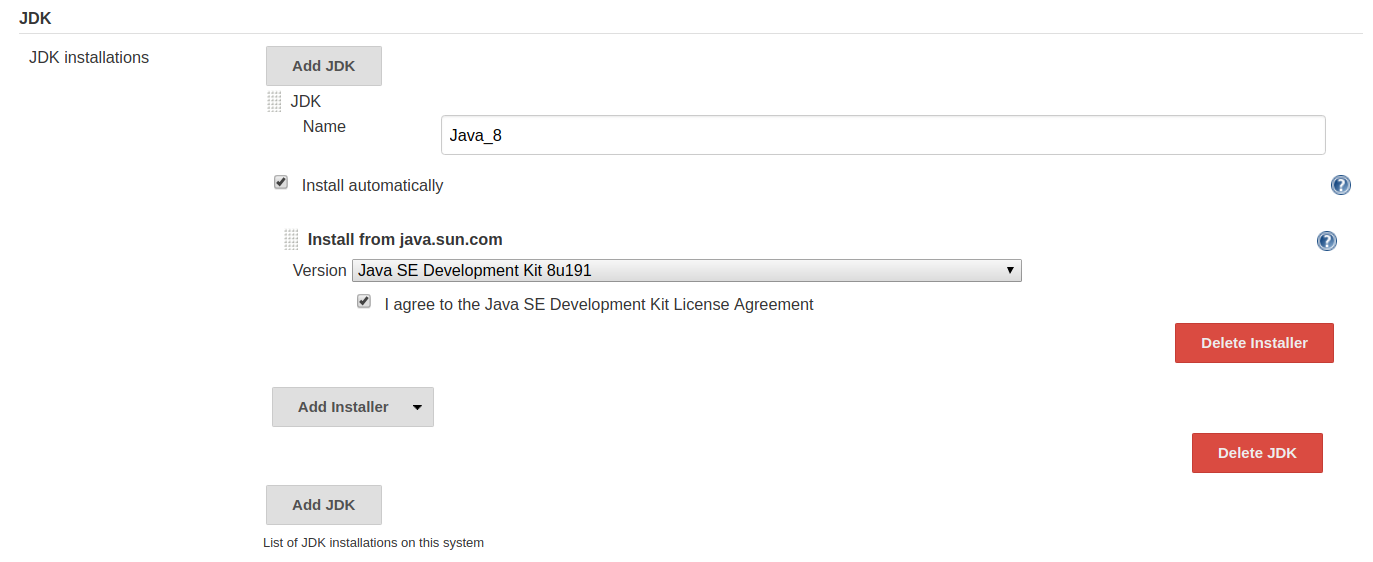 JDK
JDK installations
Add JDK
JDK
Name
Java_8
Install automatically
?
Install from java.sun.com
?
Version
Java SE Development Kit 8u191
I agree to the Java SE Development Kit License Agreement
Delete Installer
Add Installer
Delete JDK
Add JDK
List of JDK installations on this system